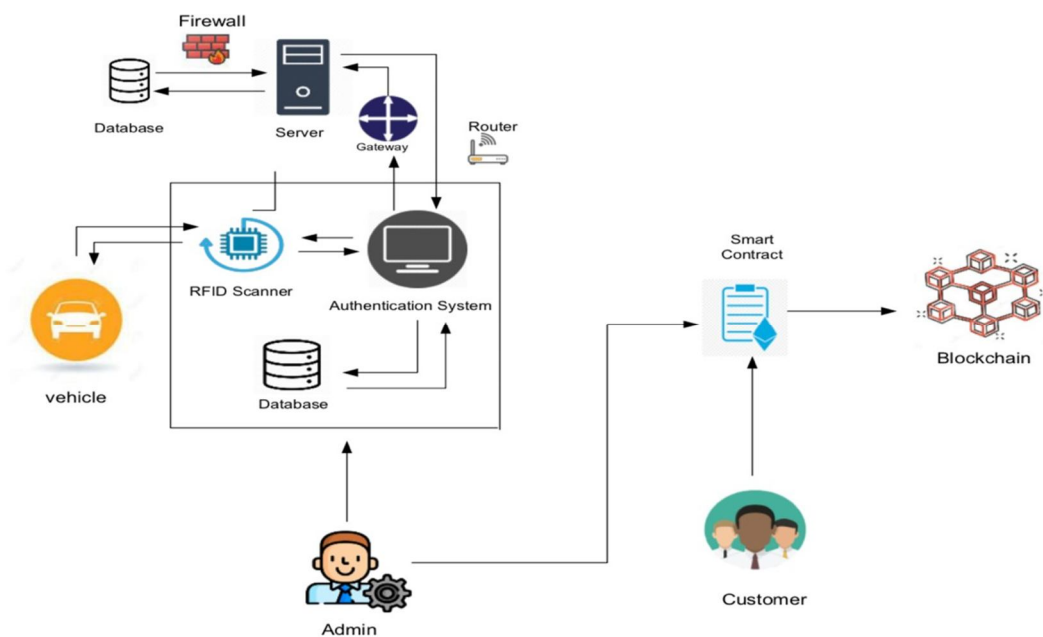 Firewall
Database
Server
Gateway
Router
RFID Scanner
Authentication System
Database
vehicle
Smart
Contract
Blockchain
Admin
Customer